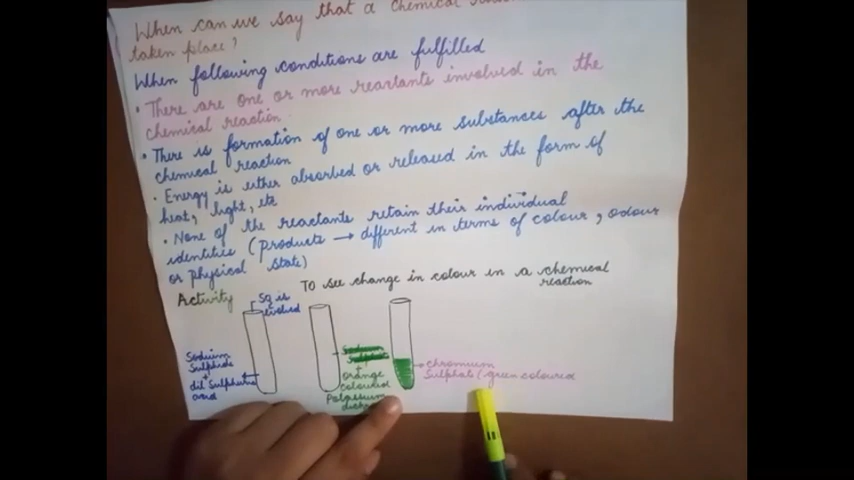 When can we say that a chemical
taken place?
When following conditions are fulfilled
• There are one or more reactants involved in the
chemical reaction
• There is formation of one or more substances after the
chemical reaction
• Energy is either absorbed or released in the form of
heat, light, etc
• None of the reactants retain their individual
identities (Products → different in terms of colour, odour
or physical state)
Activity
To see change in colour in a chemical
reaction
is
evolved
Sodium
Sulphide
+
dil Sulphuric
acid
+
orange
coloured
Potassium
Chromium
Sulphate (green coloured